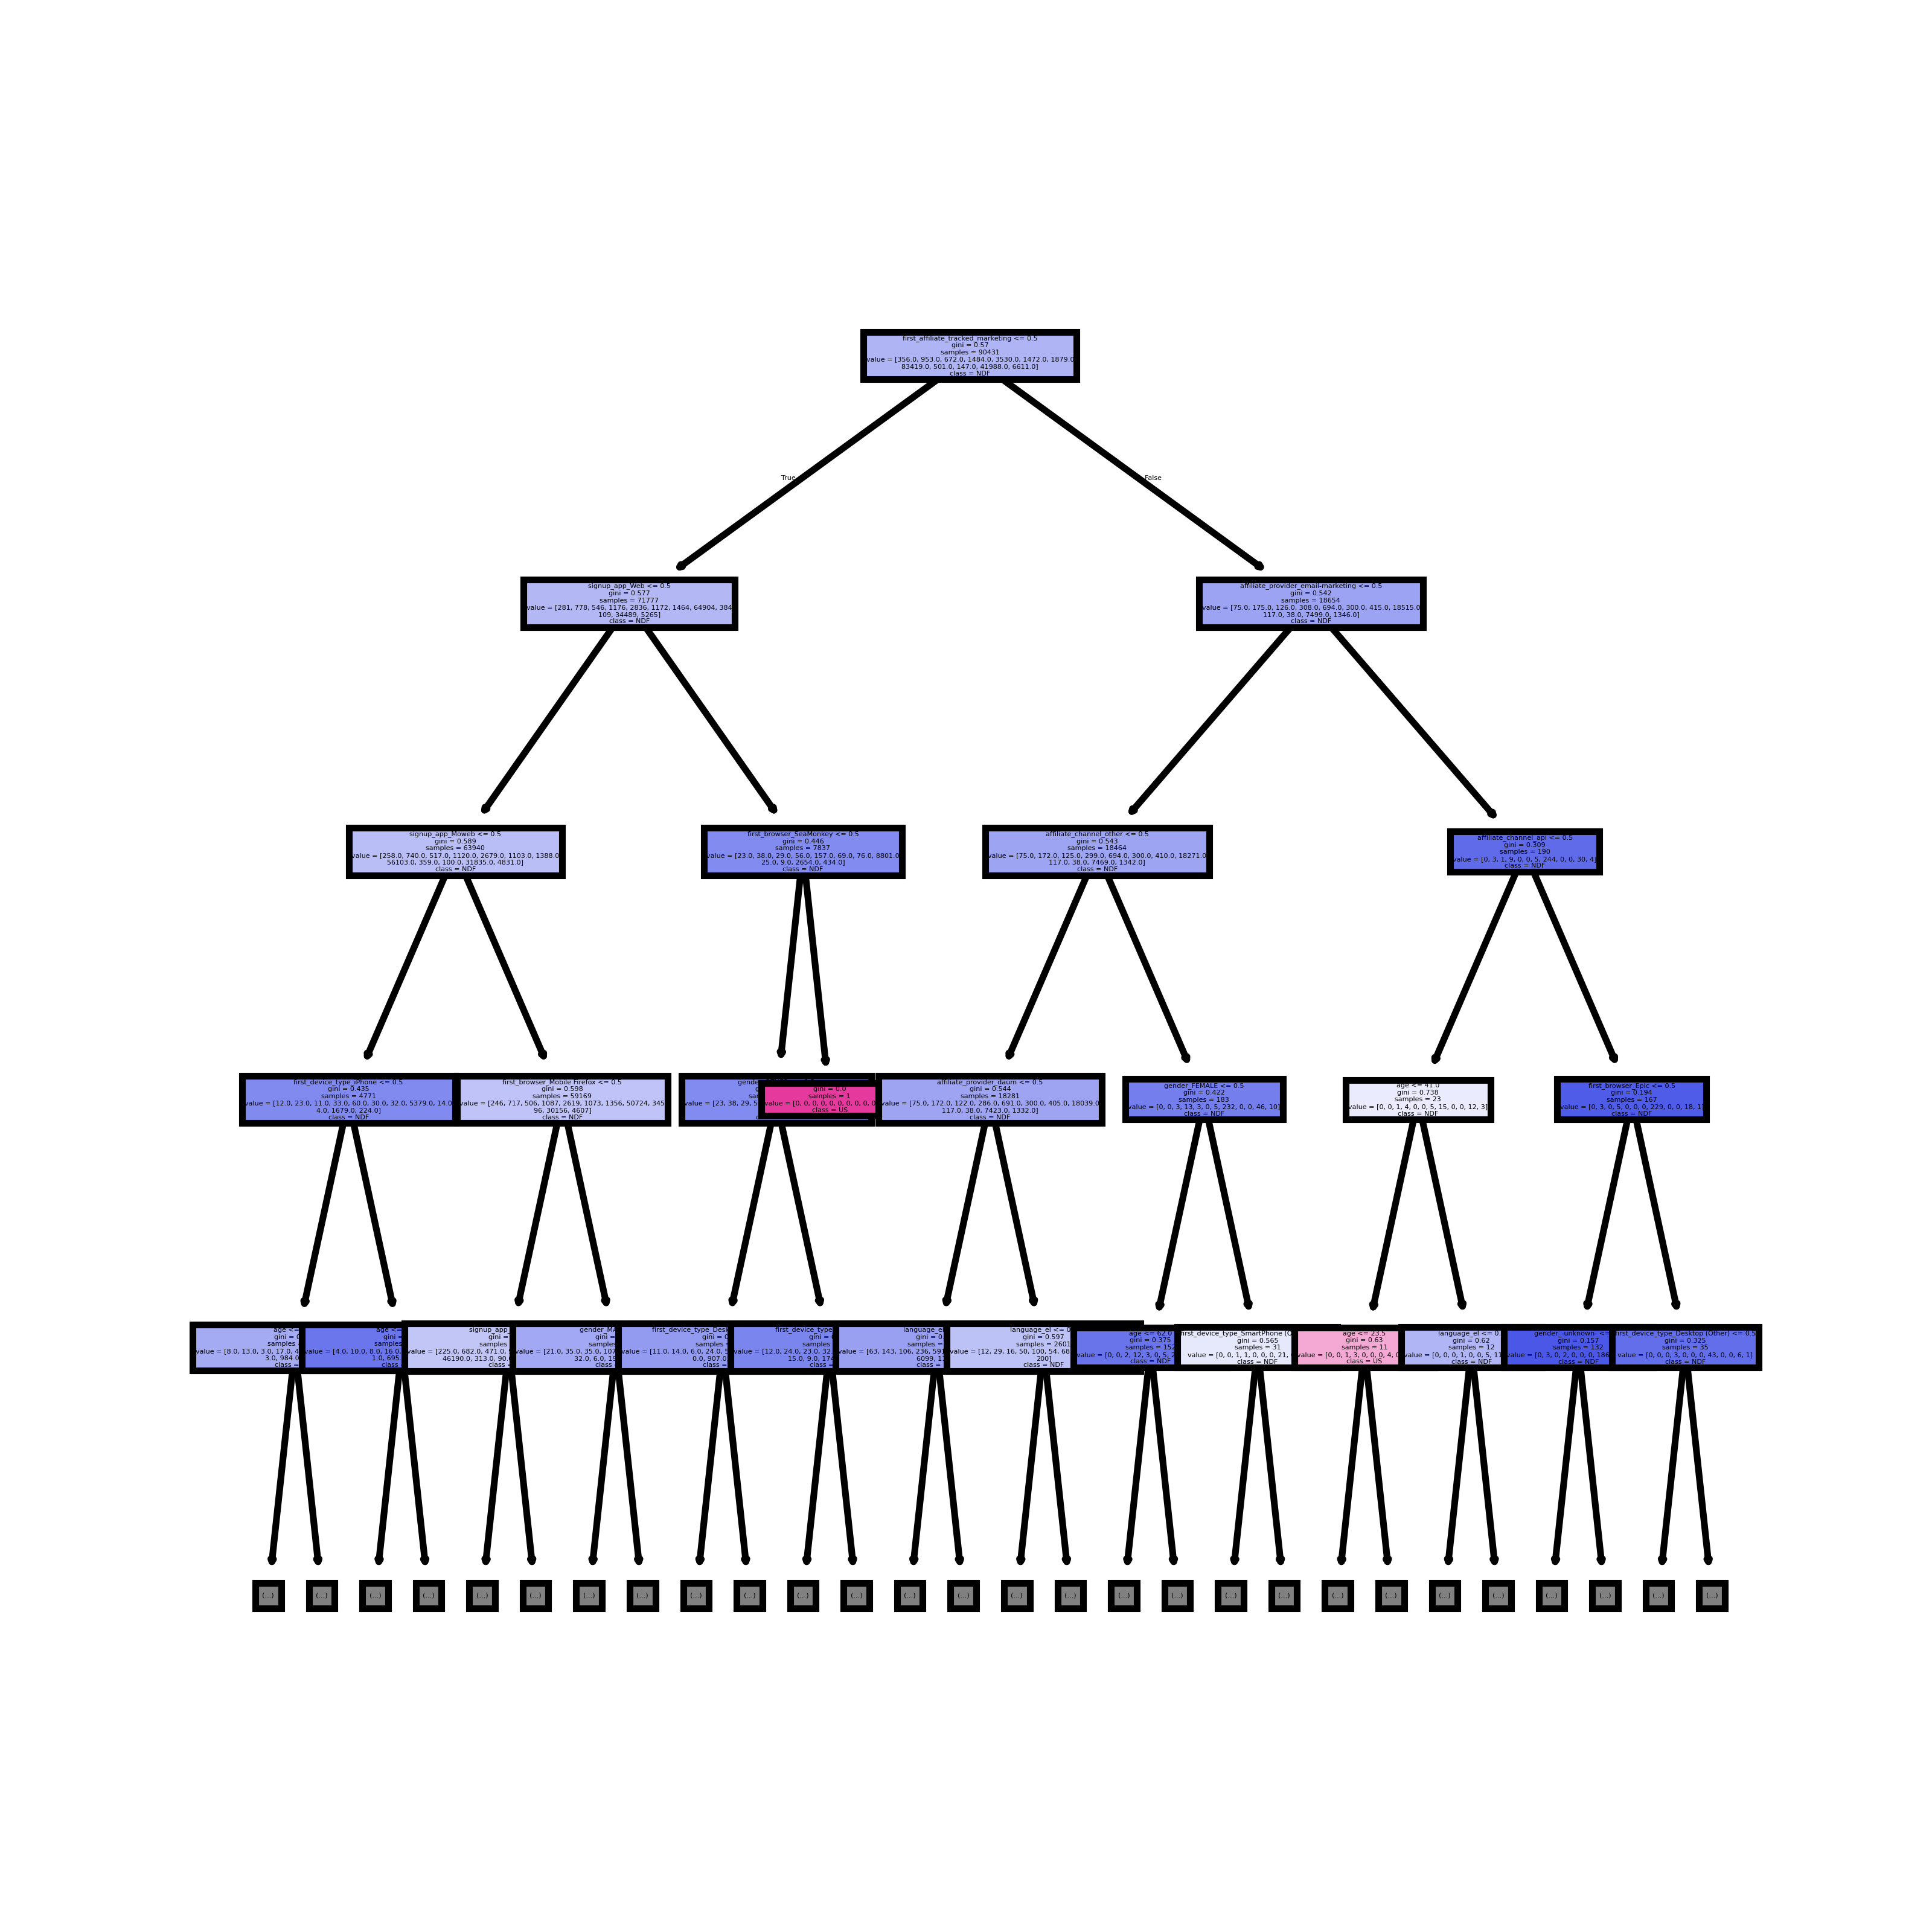 first_affiliate_tracked_marketing <= 0.5
gini = 0.57
samples = 90431
value = [356.0, 953.0, 672.0, 1484.0, 3530.0, 1472.0, 1879.0
83419.0, 501.0, 147.0, 41988.0, 6611.0]
class = NDF
True
False
signup_app_Web <= 0.5
gini = 0.577
samples = 71777
value = [281, 778, 546, 1176, 2836, 1172, 1464, 64904, 384
109, 34489, 5265]
class = NDF
affiliate_provider_email-marketing <= 0.5
gini = 0.542
samples = 18654
value = [75.0, 175.0, 126.0, 308.0, 694.0, 300.0, 415.0, 18515.0
117.0, 38.0, 7499.0, 1346.0]
class = NDF
signup_app_Moweb <= 0.5
gini = 0.589
samples = 63940
value = [258.0, 740.0, 517.0, 1120.0, 2679.0, 1103.0, 1388.0
56103.0, 359.0, 100.0, 31835.0, 4831.0]
class = NDF
first_browser_SeaMonkey <= 0.5
gini = 0.446
samples = 7837
value = [23.0, 38.0, 29.0, 56.0, 157.0, 69.0, 76.0, 8801.0
25.0, 9.0, 2654.0, 434.0]
class = NDF
affiliate_channel_other <= 0.5
gini = 0.543
samples = 18464
value = [75.0, 172.0, 125.0, 299.0, 694.0, 300.0, 410.0, 18271.0
117.0, 38.0, 7469.0, 1342.0]
class = NDF
affiliate_channel_api <= 0.5
gini = 0.309
samples = 190
value = [0, 3, 1, 9, 0, 0, 5, 244, 0, 0, 30, 4]
class = NDF
first_device_type_iPhone <= 0.5
gini = 0.435
samples = 4771
value = [12.0, 23.0, 11.0, 33.0, 60.0, 30.0, 32.0, 5379.0, 14.0
4.0, 1679.0, 224.0]
class = NDF
first_browser_Mobile Firefox <= 0.5
gini = 0.598
samples = 59169
value = [246, 717, 506, 1087, 2619, 1073, 1356, 50724, 345
96, 30156, 4607]
class = NDF
value = [23, 38, 29,
gini = 0.0
samples = 1
value = [0, 0, 0, 0, 0, 0, 0, 0, 0
class = US
affiliate_provider_daum <= 0.5
gini = 0.544
samples = 18281
value = [75.0, 172.0, 122.0, 286.0, 691.0, 300.0, 405.0, 18039.0
117.0, 38.0, 7423.0, 1332.0]
class = NDF
gender_FEMALE <= 0.5
gini = 0.422
samples = 183
value = [0, 0, 3, 13, 3, 0, 5, 232, 0, 0, 46, 10]
class = NDF
age <= 41.0
gini = 0.738
samples = 23
value = [0, 0, 1, 4, 0, 0, 5, 15, 0, 0, 12, 3]
class = NDF
first_browser_Epic <= 0.5
gini = 0.194
samples = 167
value = [0, 3, 0, 5, 0, 0, 0, 229, 0, 0, 18, 1]
class = NDF
age <=
gini =
samples =
value = [8.0, 13.0, 3.0, 17.0,
3.0, 984.0
class =
age <=
gini =
samples
value = [4.0, 10.0, 8.0, 16.0,
1.0, 695
class
signup_app
gini =
samples
value = [225.0, 682.0, 471.0,
46190.0, 313.0,
class
gini =
samples
value = [21.0, 35.0, 35.0,
32.0, 6.0,
class
gini =
samples
value = [11.0, 14.0, 6.0, 24.0,
0.0, 907.0
class
first_device_type
gini =
samples
value = [12.0, 24.0, 23.0,
15.0, 9.0,
class
gini =
samples =
value = [63, 143, 106, 236,
6099,
class =
language_el <=
gini = 0.597
samples = 2601
value = [12, 29, 16, 50, 100, 54,
200]
class = NDF
age <= 62.0
gini = 0.375
samples = 152
value = [0, 0, 2, 12, 3, 0, 5,
class = NDF
first_device_type_SmartPhone
gini = 0.565
samples = 31
value = [0, 0, 1, 1, 0, 0, 0, 21,
class = NDF
age <= 23.5
gini = 0.63
samples = 11
value = [0, 0, 1, 3, 0, 0, 0, 4,
class = US
language_el <=
gini = 0.62
samples = 12
value = [0, 0, 0, 1, 0, 0, 5, 11
class = NDF
gender_-unknown- <=
gini = 0.157
samples = 132
value = [0, 3, 0, 2, 0, 0, 0, 186
class = NDF
first_device_type_Desktop (Other) <= 0.5
gini = 0.325
samples = 35
value = [0, 0, 0, 3, 0, 0, 0, 43, 0, 0, 6, 1]
class = NDF
(...) (...) (...) (...) (...) (...) (...) (...) (...) (...) (...) (...) (...) (...) (...) (...) (...) (...) (...) (...) (...) (...) (...) (...) (...) (...) (...) (...)